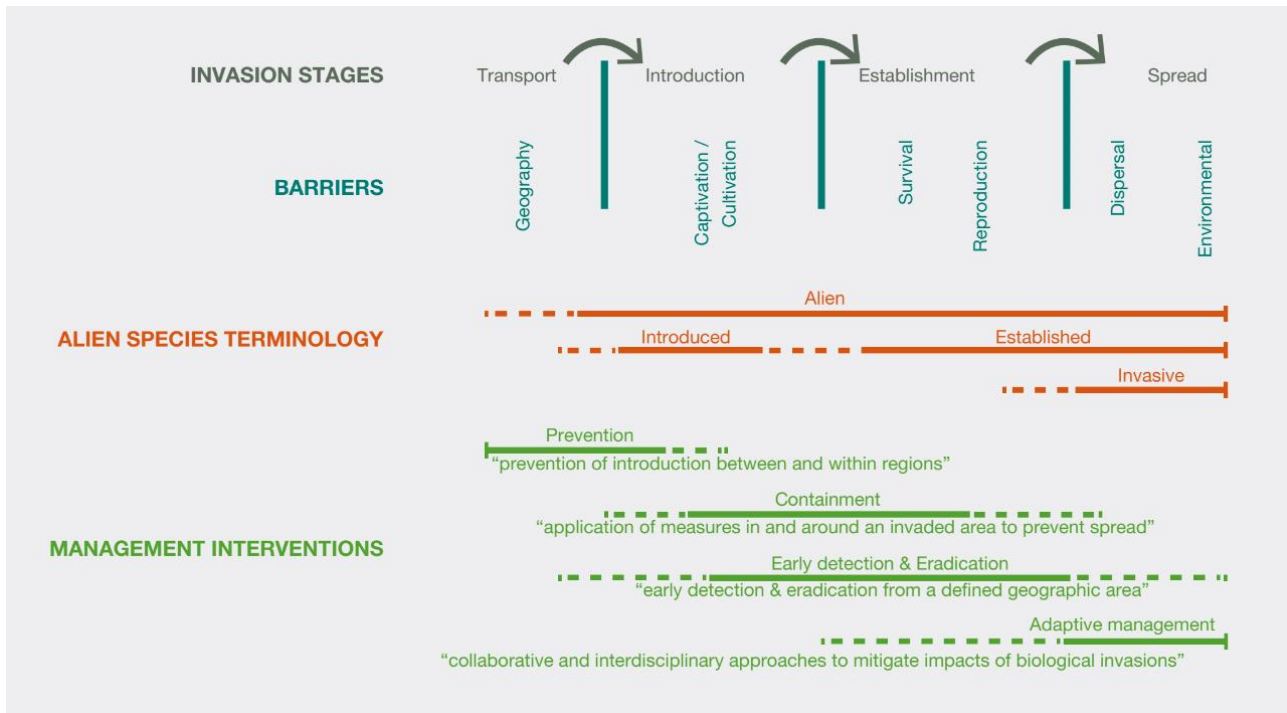 INVASION STAGES
Transport
Introduction
Establishment
Spread
BARRIERS
Geography
Captivation /
Cultivation
Survival
Reproduction
Dispersal
Environmental
ALIEN SPECIES TERMINOLOGY
Alien
Introduced
Established
Invasive
MANAGEMENT INTERVENTIONS
Prevention
“prevention of introduction between and within regions”
Containment
“application of measures in and around an invaded area to prevent spread”
Early detection & Eradication
“early detection & eradication from a defined geographic area”
Adaptive management
“collaborative and interdisciplinary approaches to mitigate impacts of biological invasions”